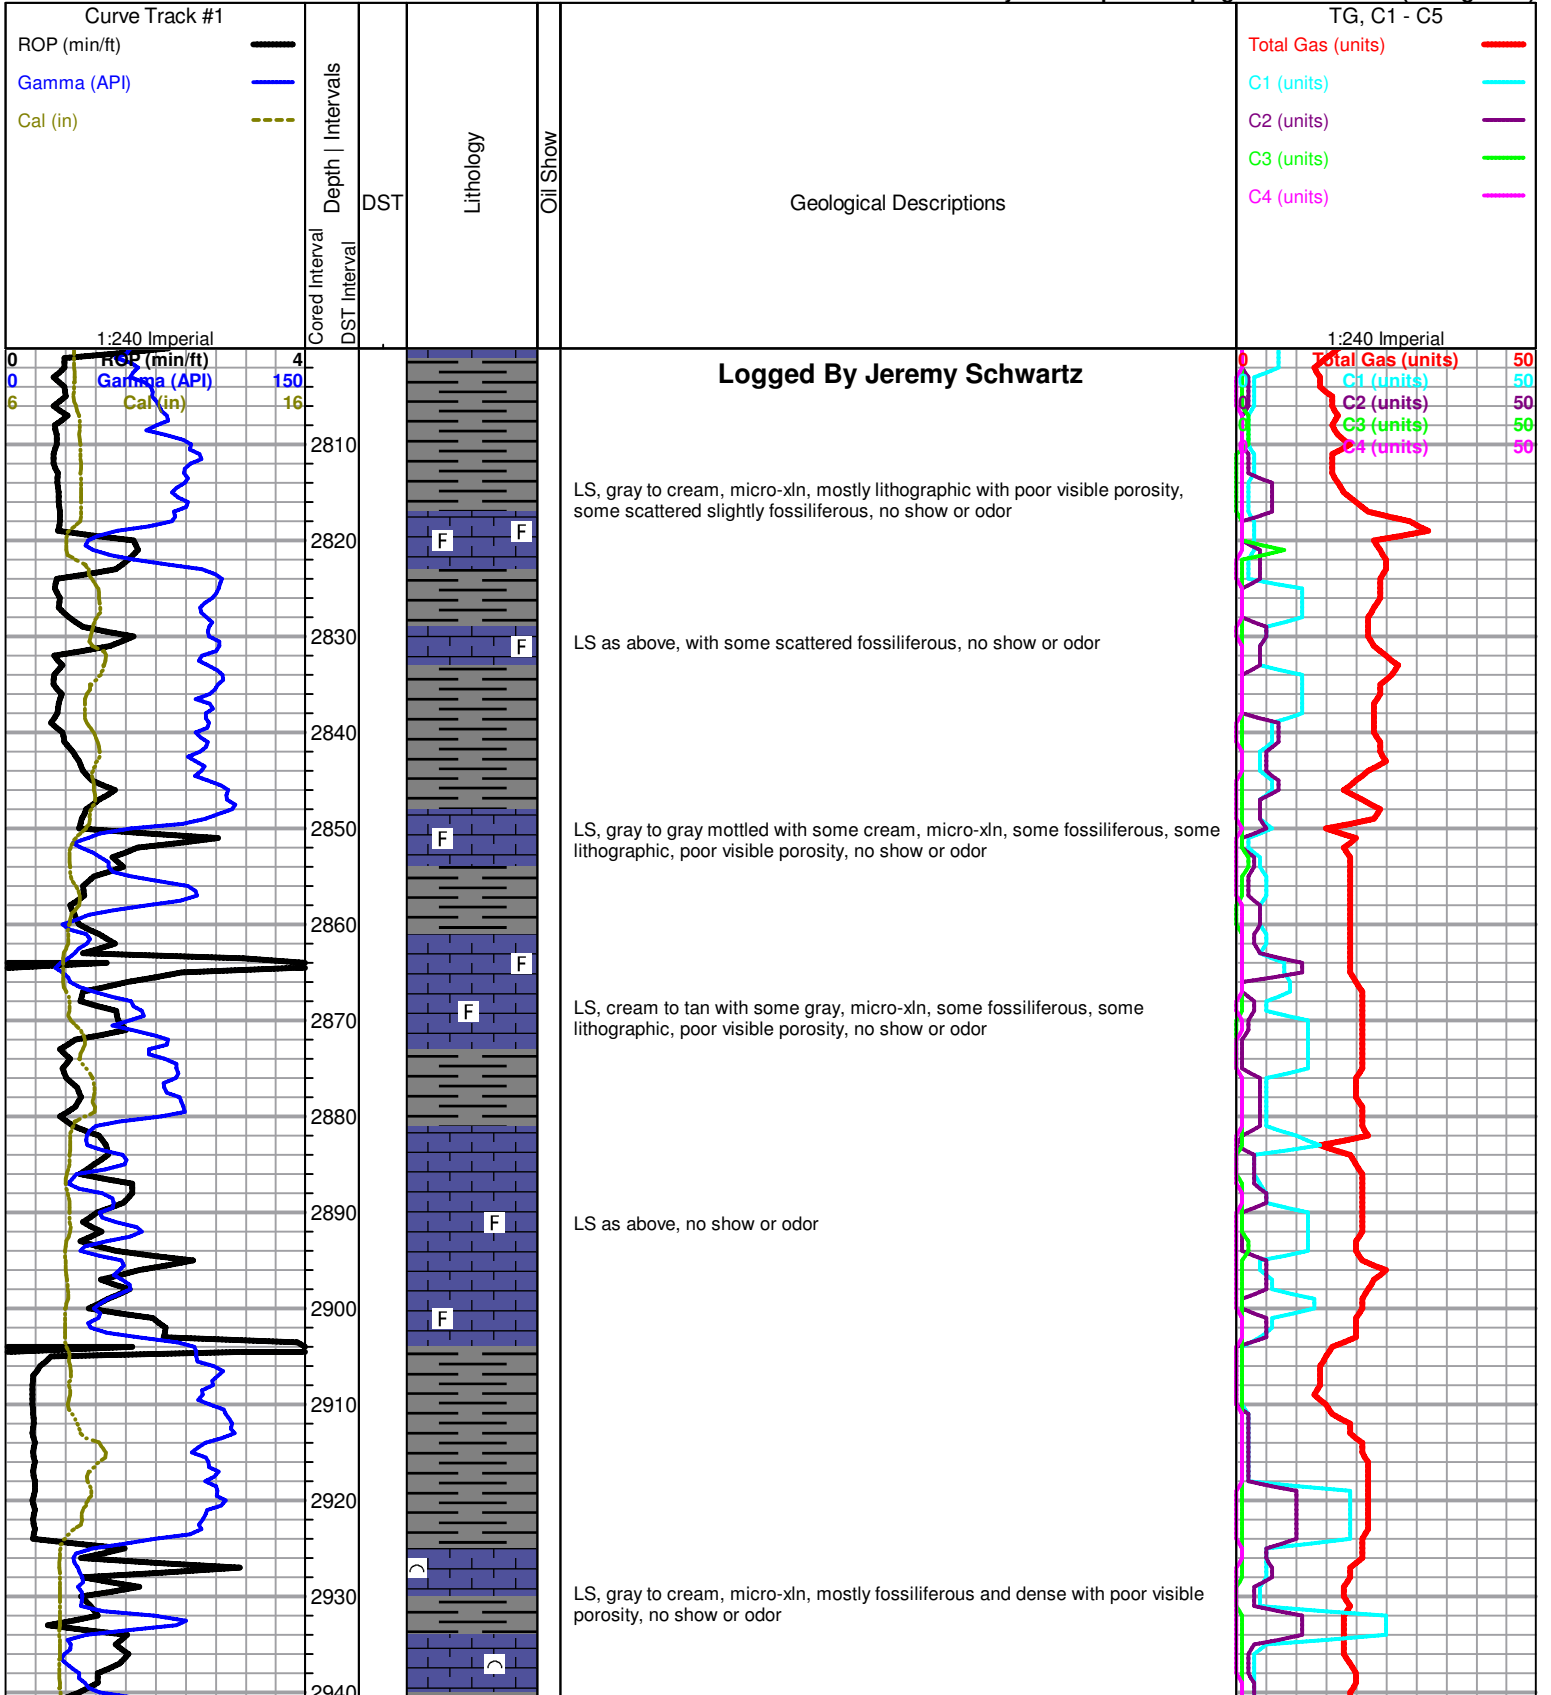 Curve Track #1
ROP (min/ft)
Gamma (API)
Cal (in)
1:240 Imperial
Depth | Intervals
Cored Interval
DST Interval
DST
Lithology
Oil Show
Geological Descriptions
TG, C1 - C5
Total Gas (units)
C1 (units)
C2 (units)
C3 (units)
C4 (units)
1:240 Imperial
0 ROP (min/ft) 4
0 Gamma (API) 150
6 Cal (in) 16
0 Total Gas (units) 50
C1 (units) 50
0 C2 (units) 50
0 C3 (units) 50
C4 (units) 50
Logged By Jeremy Schwartz
2810
LS, gray to cream, micro-xln, mostly lithographic with poor visible porosity,
some scattered slightly fossiliferous, no show or odor
F
2820
F
2830
F
LS as above, with some scattered fossiliferous, no show or odor
2840
2850
F
LS, gray to gray mottled with some cream, micro-xln, some fossiliferous, some
lithographic, poor visible porosity, no show or odor
2860
F
2870
F
LS, cream to tan with some gray, micro-xln, some fossiliferous, some
lithographic, poor visible porosity, no show or odor
2880
2890
F
LS as above, no show or odor
2900
F
2910
2920
2930
LS, gray to cream, micro-xln, mostly fossiliferous and dense with poor visible
porosity, no show or odor
2940